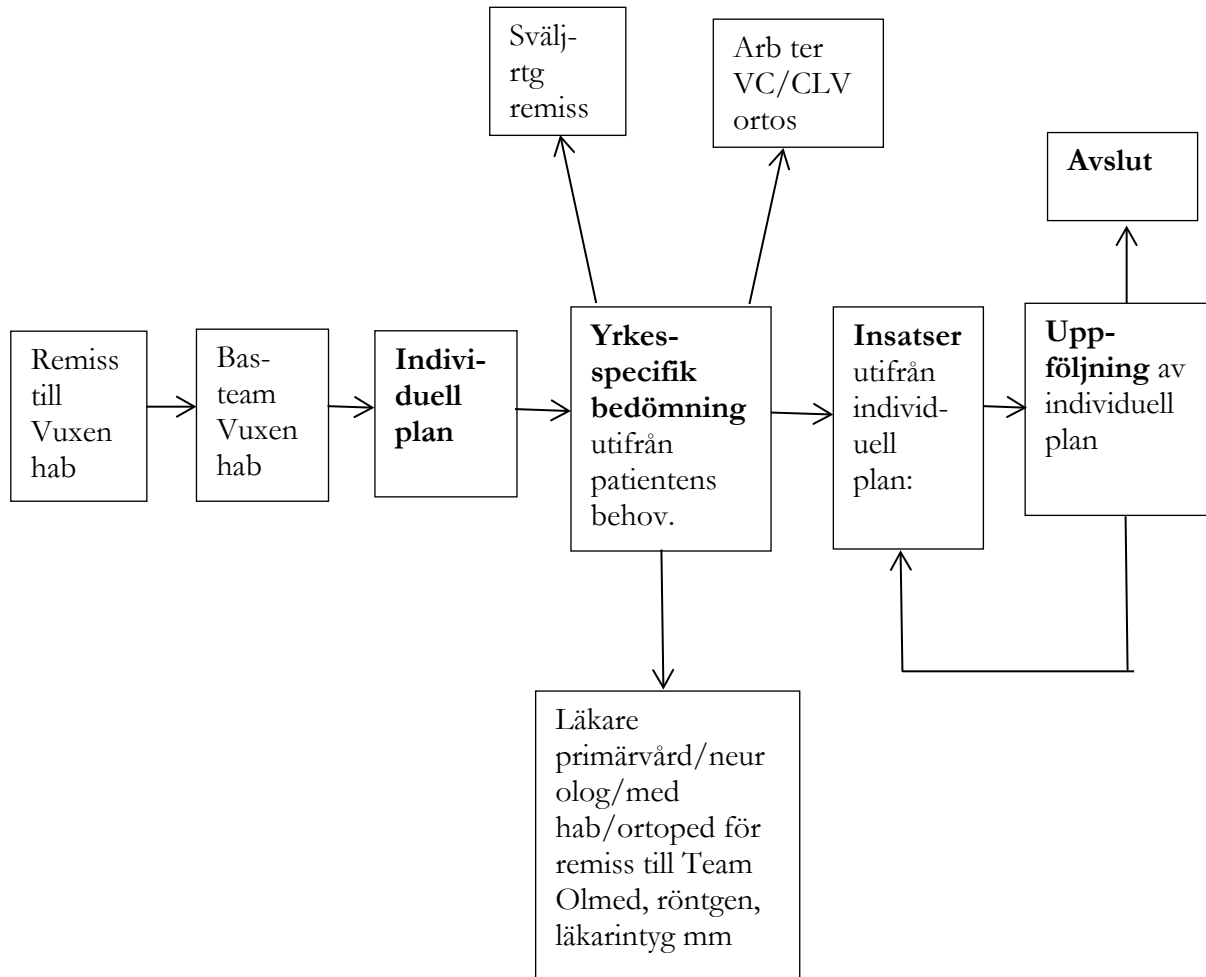 Svälj-
rtg
remiss
Arb ter
VC/CLV
ortos
Avslut
Remiss
till
Vuxen
hab
Bas-
team
Vuxen
hab
Indivi-
duell
plan
Yrkes-
specifik
bedömning
utifrån
patientens
behov.
Insatser
utifrån
individ-
uell
plan:
Upp-
följning av
individuell
plan
Läkare
primärvård/neur
olog/med
hab/ortoped för
remiss till Team
Olmed, röntgen,
läkarintyg mm